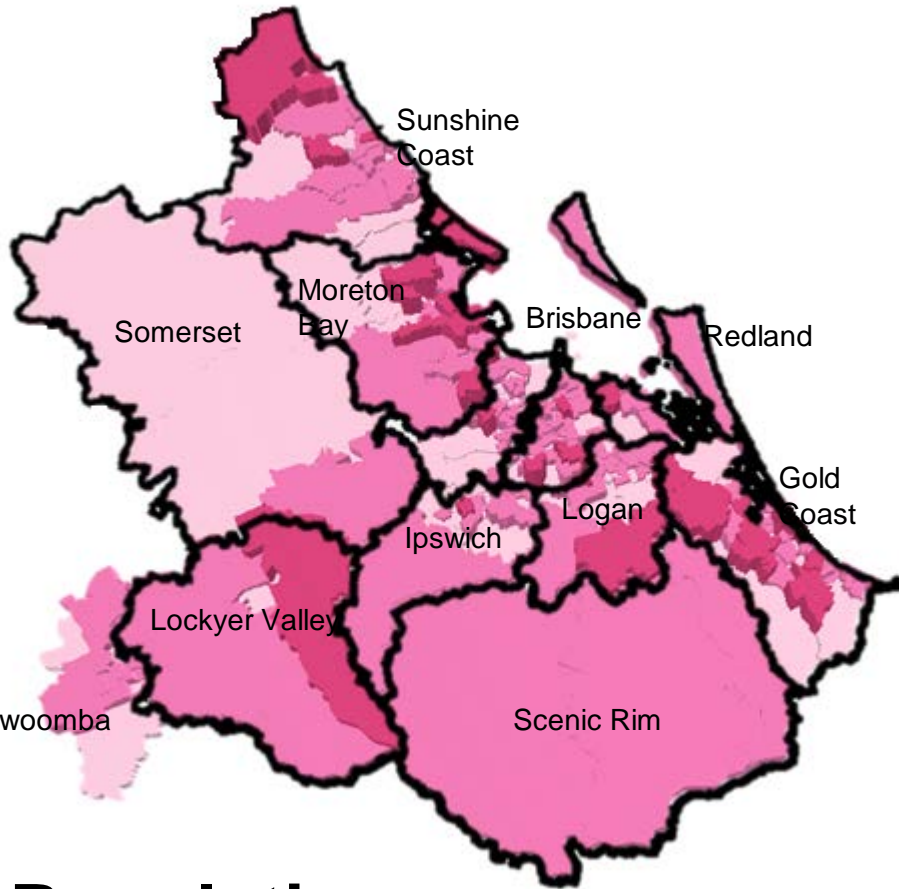 Sunshine
Coast
Moreton
Bay
Brisbane
Somerset
Redland
Gold
Coast
Logan
Ipswich
Lockyer Valley
woomba
Scenic Rim